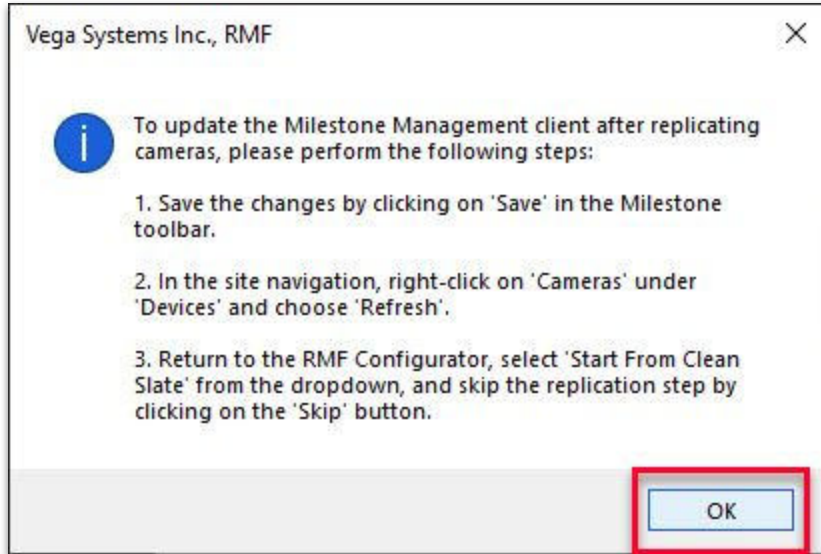 Vega Systems Inc., RMF
To update the Milestone Management client after replicating
cameras, please perform the following steps:
1. Save the changes by clicking on 'Save' in the Milestone
toolbar.
2. In the site navigation, right-click on 'Cameras' under
'Devices' and choose 'Refresh'.
3. Return to the RMF Configurator, select 'Start From Clean
Slate' from the dropdown, and skip the replication step by
clicking on the 'Skip' button.
OK